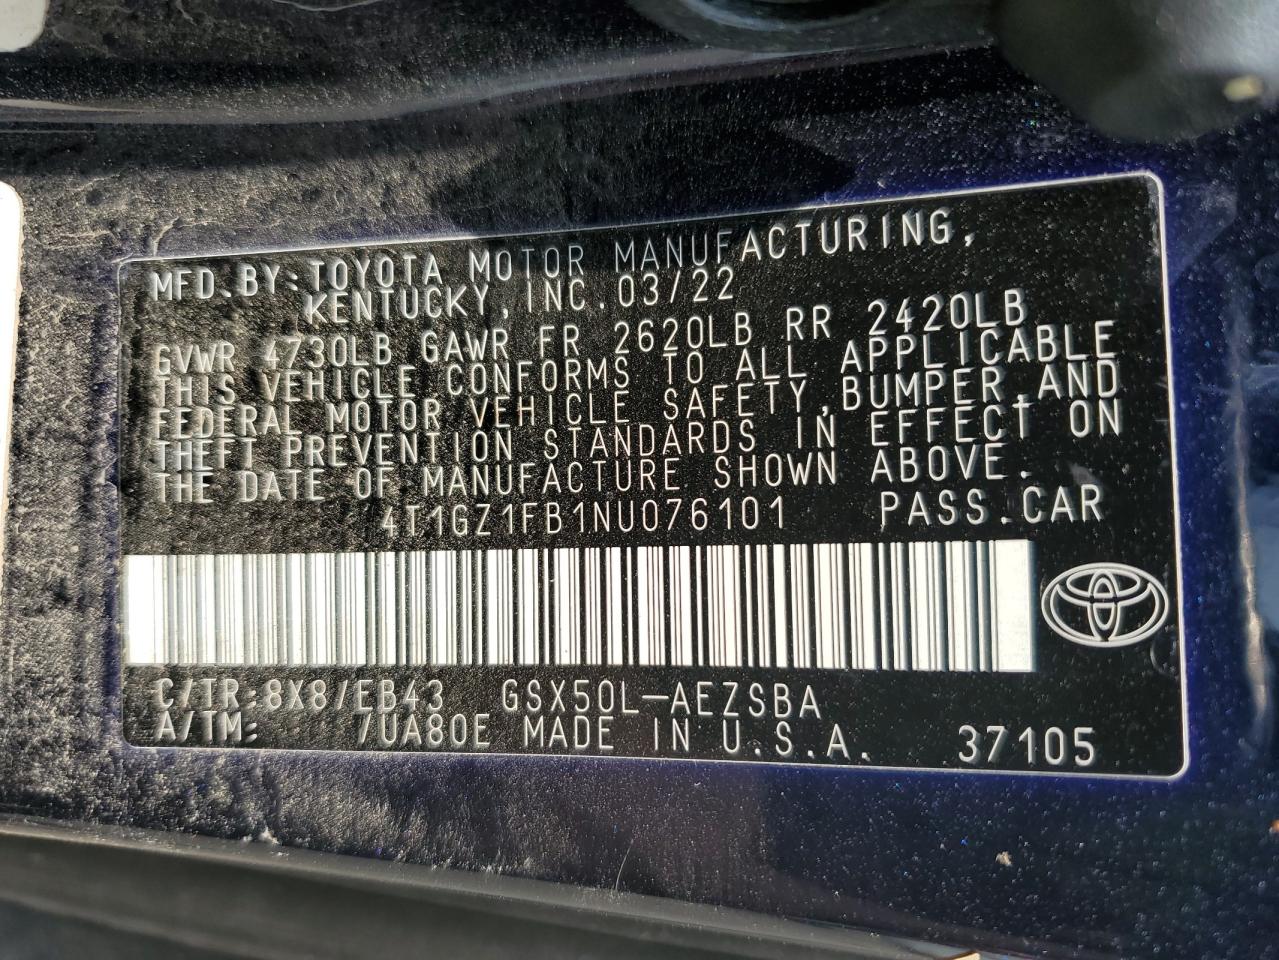 MFD.BY:TOYOTA MOTOR MANUFACTURING,
KENTUCKY,INC.03/22
GVWR 4730LB GAWR FR 2620LB RR 2420LB
THIS VEHICLE CONFORMS TO ALL APPLICABLE
FEDERAL MOTOR VEHICLE SAFETY,BUMPER,AND
THEFT PREVENTION STANDARDS IN EFFECT ON
THE DATE OF MANUFACTURE SHOWN ABOVE.
4T1GZ1FB1NU076101 PASS.CAR
C/TR:8X8/EB43 GSX50L-AEZSBA
A/TM: 7UA80E MADE IN U.S.A. 37105